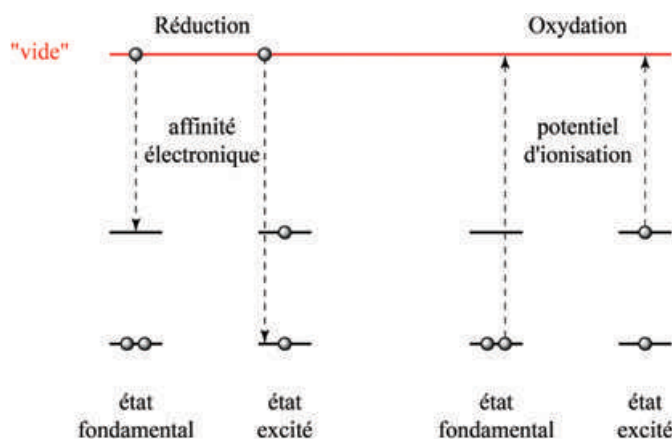 Réduction
Oxydation
"vide"
affinité
électronique
potentiel
d'ionisation
état
fondamental
état
excité
état
fondamental
état
excité